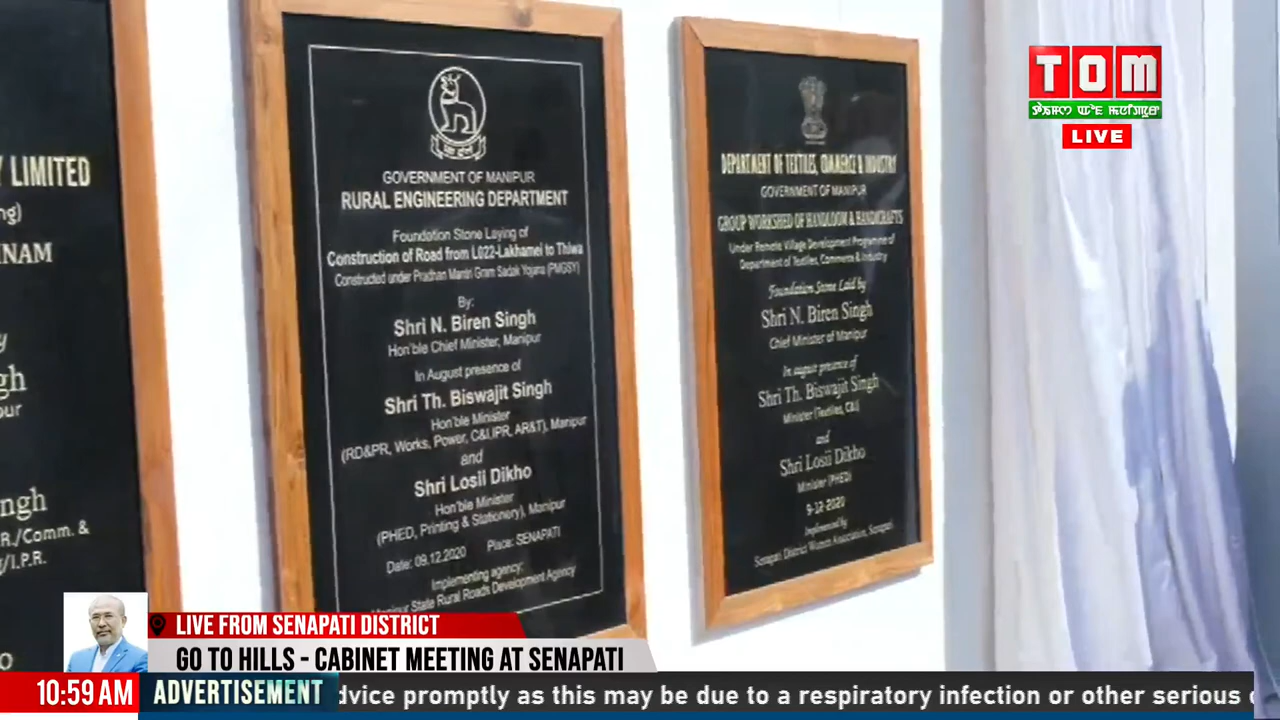 Y LIMITED
INAM
gh
ngh
R./Comm. &
/I.P.R.
GOVERNMENT OF MANIPUR
RURAL ENGINEERING DEPARTMENT
Foundation Stone Laying of
Construction of Road from L022-Lakhamei to Thiwa
Constructed under Pradhan Mantri Gram Sadak Yojana (PMGSY)
By:
Shri N. Biren Singh
Hon'ble Chief Minister, Manipur
In August presence of
Shri Th. Biswajit Singh
Hon'ble Minister
(RD&PR, Works, Power, C&I,IPR, AR&T), Manipur
and
Shri Losii Dikho
Hon'ble Minister
(PHED, Printing & Stationery), Manipur
Date: 09.12.2020 Place: SENAPATI
Implementing agency:
Manipur State Rural Roads Development Agency
DEPARTMENT OF TEXTILES, COMMERCE & INDUSTRY
GOVERNMENT OF MANIPUR
GROUP WORKSHED OF HANDLOOM & HANDICRAFTS
Under Remote Village Development Programme of
Department of Textiles, Commerce & Industry
Foundation Stone Laid by
Shri N. Biren Singh
Chief Minister of Manipur
In august presence of
Shri Th. Biswajit Singh
Minister (Textiles, C&I)
and
Shri Losii Dikho
Minister (PHED)
9-12-2020
Implemented by
Senapati District Women Association, Senapati
TOM
LIVE
LIVE FROM SENAPATI DISTRICT
GO TO HILLS - CABINET MEETING AT SENAPATI
10:59 AM
ADVERTISEMENT
dvice promptly as this may be due to a respiratory infection or other serious